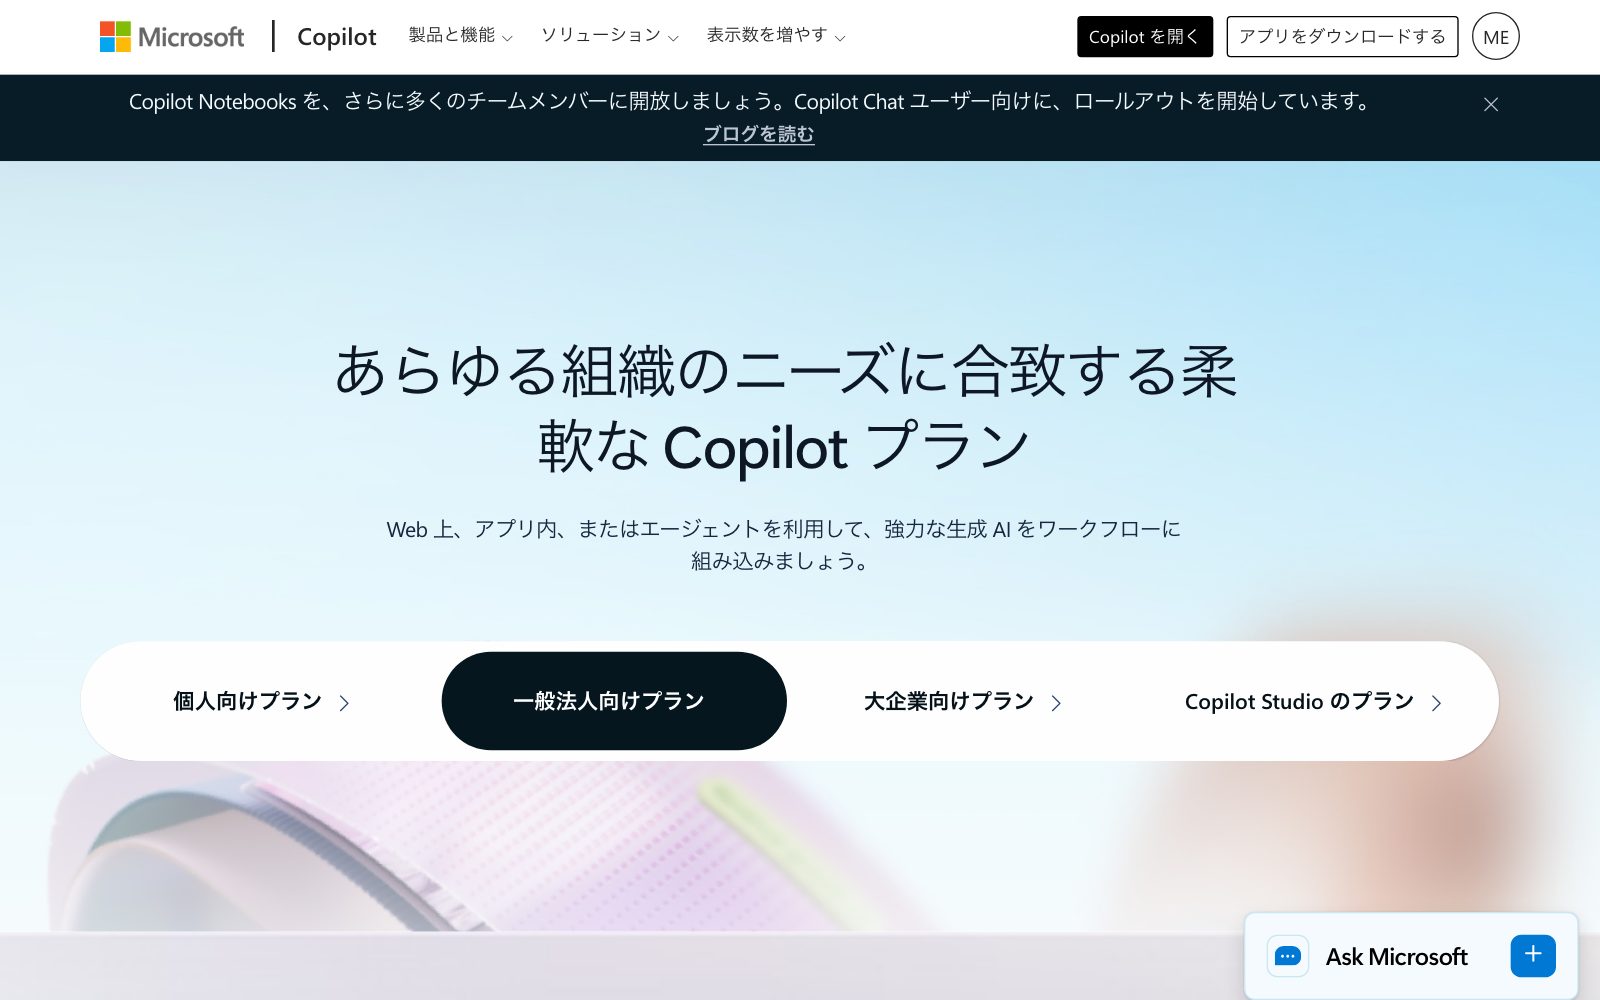 Microsoft
Copilot
製品と機能
ソリューション
表示数を増やす
Copilot を開く
アプリをダウンロードする
ME
Copilot Notebooks を、さらに多くのチームメンバーに開放しましょう。Copilot Chat ユーザー向けに、ロールアウトを開始しています。
ブログを読む
あらゆる組織のニーズに合致する柔
軟な Copilot プラン
Web 上、アプリ内、またはエージェントを利用して、強力な生成 AI をワークフローに
組み込みましょう。
個人向けプラン
一般法人向けプラン
大企業向けプラン
Copilot Studio のプラン
Ask Microsoft